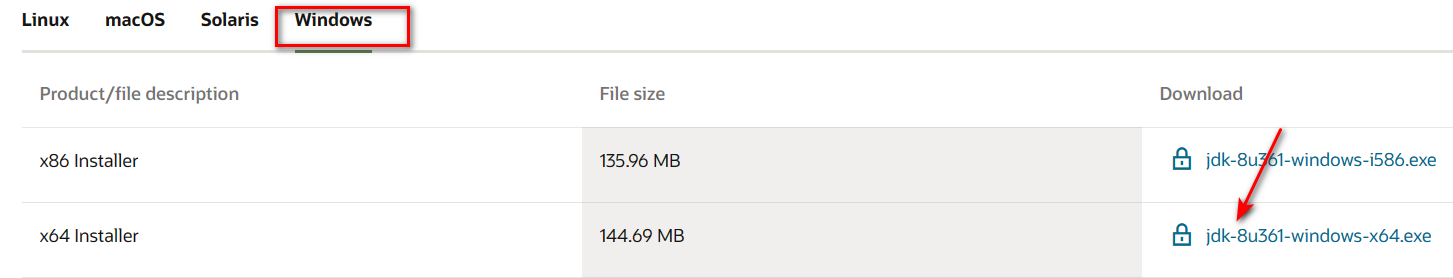 Linux macOS Solaris Windows
Product/file description File size Download
x86 Installer 135.96 MB jdk-8u361-windows-i586.exe
x64 Installer 144.69 MB jdk-8u361-windows-x64.exe